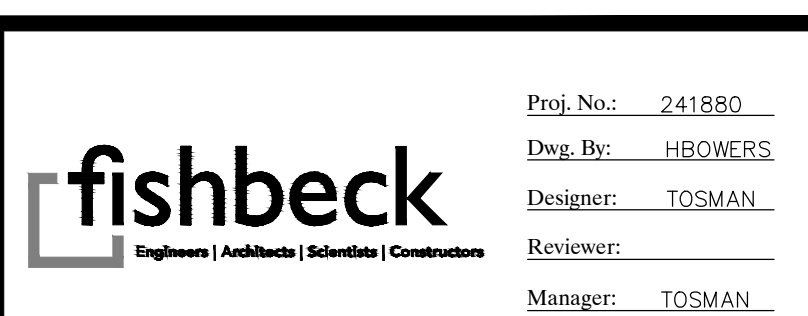 fishbeck
Engineers | Architects | Scientists | Constructors
Proj. No.: 241880
Dwg. By: HBOWERS
Designer: TOSMAN
Reviewer:
Manager: TOSMAN